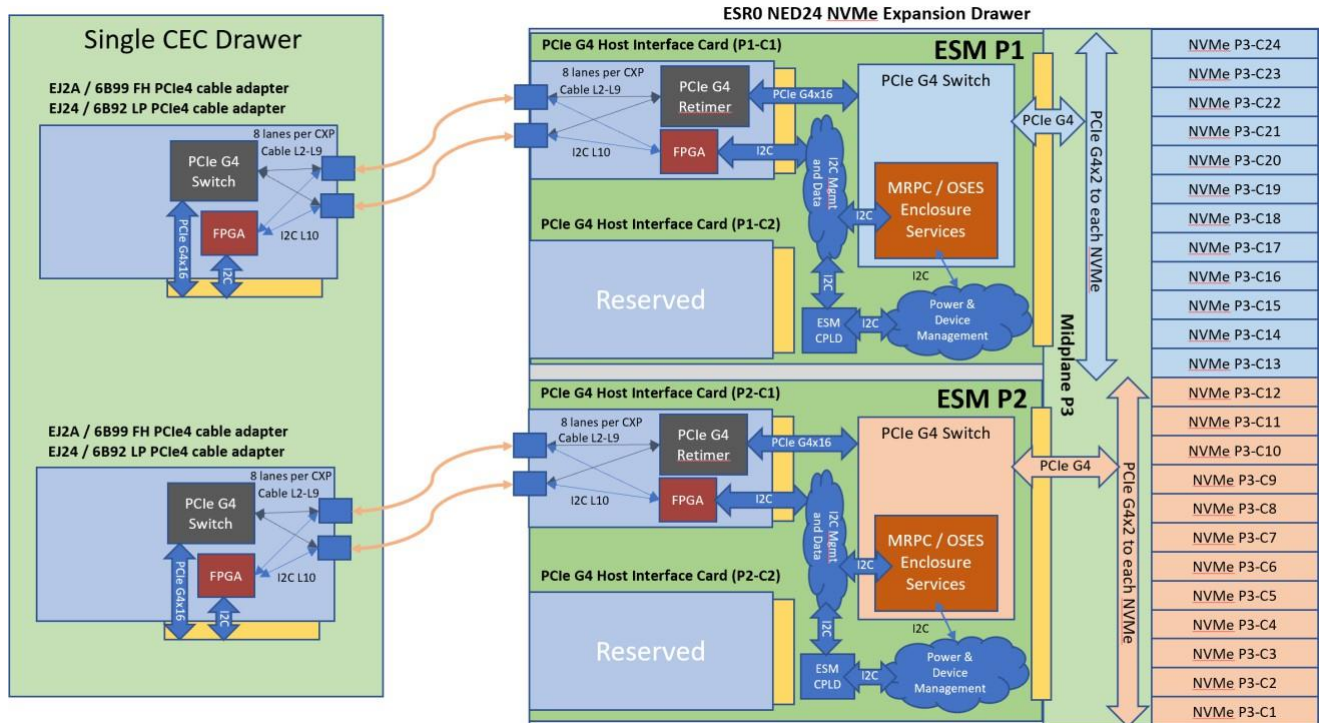 ESR0 NED24 NVMe Expansion Drawer
Single CEC Drawer
EJ2A / 6B99 FH PCIe4 cable adapter
EJ24 / 6B92 LP PCIe4 cable adapter
8 lanes per CXP
Cable L2-L9
PCIe G4
Switch
FPGA
I2C L10
PCIe G4x16
I2C
EJ2A / 6B99 FH PCIe4 cable adapter
EJ24 / 6B92 LP PCIe4 cable adapter
8 lanes per CXP
Cable L2-L9
PCIe G4
Switch
FPGA
I2C L10
PCIe G4x16
I2C
PCIe G4 Host Interface Card (P1-C1)
ESM P1
8 lanes per CXP
Cable L2-L9
PCIe G4
Retimer
PCIe G4x16
PCIe G4 Switch
FPGA
I2C
I2C L10
I2C Mgmt
and Data
MRPC / OSES
Enclosure
Services
I2C
PCIe G4 Host Interface Card (P1-C2)
Reserved
I2C
I2C
ESM
CPLD
I2C
Power &
Device
Management
PCIe G4
PCIe G4 Host Interface Card (P2-C1)
ESM P2
8 lanes per CXP
Cable L2-L9
PCIe G4
Retimer
PCIe G4x16
PCIe G4 Switch
FPGA
I2C
I2C L10
I2C Mgmt
and Data
MRPC / OSES
Enclosure
Services
I2C
PCIe G4 Host Interface Card (P2-C2)
Reserved
I2C
I2C
ESM
CPLD
I2C
Power &
Device
Management
PCIe G4
Midplane P3
PCIe G4x2 to each NVMe
PCIe G4x2 to each NVMe
NVMe P3-C24
NVMe P3-C23
NVMe P3-C22
NVMe P3-C21
NVMe P3-C20
NVMe P3-C19
NVMe P3-C18
NVMe P3-C17
NVMe P3-C16
NVMe P3-C15
NVMe P3-C14
NVMe P3-C13
NVMe P3-C12
NVMe P3-C11
NVMe P3-C10
NVMe P3-C9
NVMe P3-C8
NVMe P3-C7
NVMe P3-C6
NVMe P3-C5
NVMe P3-C4
NVMe P3-C3
NVMe P3-C2
NVMe P3-C1